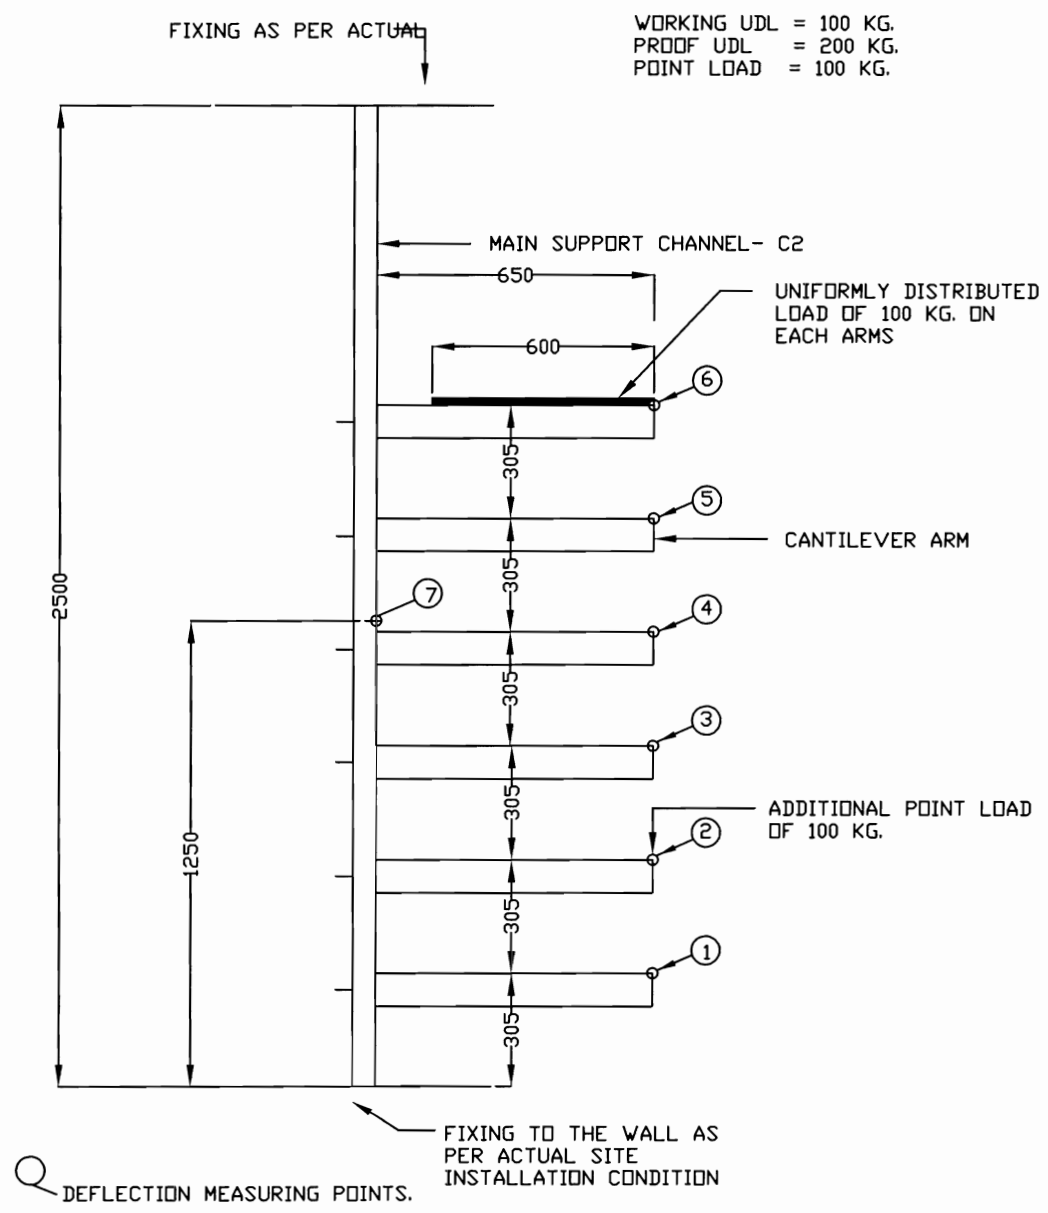 FIXING AS PER ACTUAL
WORKING UDL = 100 KG.
PROOF UDL = 200 KG.
POINT LOAD = 100 KG.
MAIN SUPPORT CHANNEL- C2
650
UNIFORMLY DISTRIBUTED
LOAD OF 100 KG. ON
EACH ARMS
600
6
305
5
CANTILEVER ARM
305
2500
7
4
305
3
305
ADDITIONAL POINT LOAD
OF 100 KG.
2
1250
305
1
305
FIXING TO THE WALL AS
PER ACTUAL SITE
INSTALLATION CONDITION
DEFLECTION MEASURING POINTS.